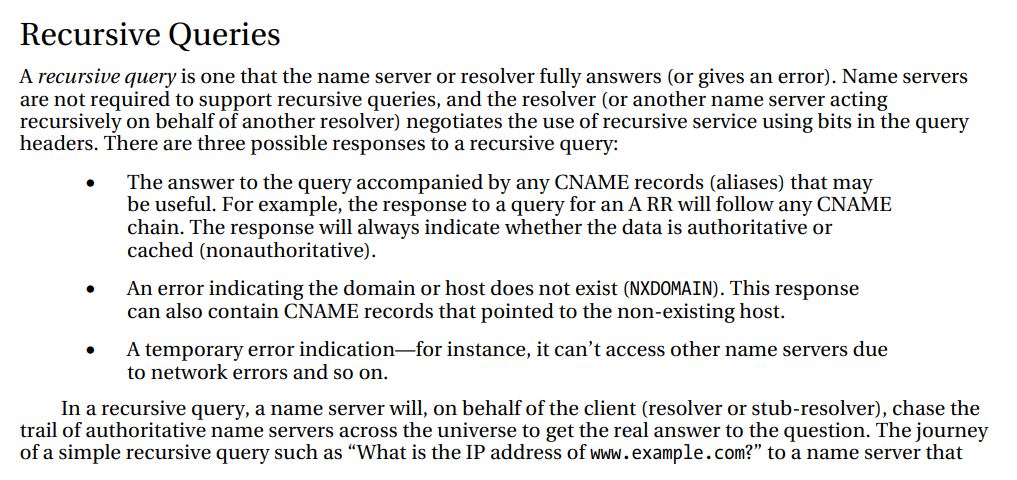 Recursive Queries
A recursive query is one that the name server or resolver fully answers (or gives an error). Name servers
are not required to support recursive queries, and the resolver (or another name server acting
recursively on behalf of another resolver) negotiates the use of recursive service using bits in the query
headers. There are three possible responses to a recursive query:
• The answer to the query accompanied by any CNAME records (aliases) that may
be useful. For example, the response to a query for an A RR will follow any CNAME
chain. The response will always indicate whether the data is authoritative or
cached (nonauthoritative).
• An error indicating the domain or host does not exist (NXDOMAIN). This response
can also contain CNAME records that pointed to the non-existing host.
• A temporary error indication—for instance, it can’t access other name servers due
to network errors and so on.
In a recursive query, a name server will, on behalf of the client (resolver or stub-resolver), chase the
trail of authoritative name servers across the universe to get the real answer to the question. The journey
of a simple recursive query such as “What is the IP address of www.example.com?” to a name server that